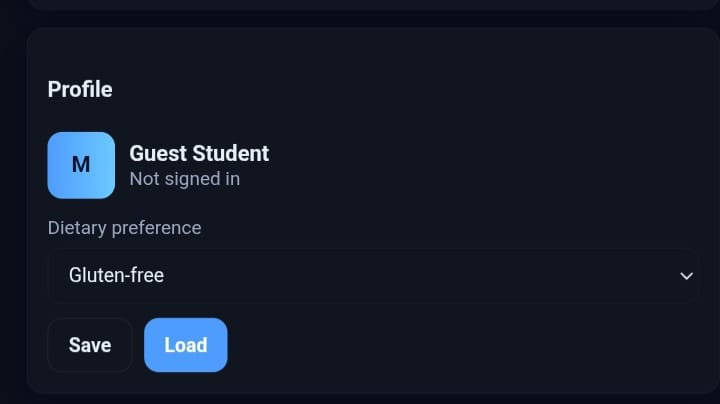 Profile
M
Guest Student
Not signed in
Dietary preference
Gluten-free
Save
Load